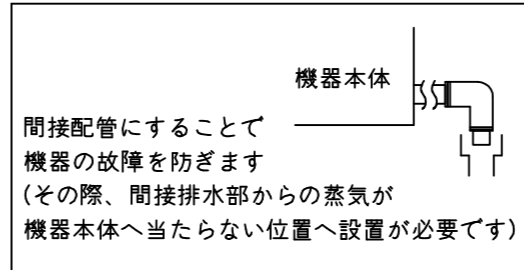 機器本体
間接配管にすることで
機器の故障を防ぎます
(その際、間接排水部からの蒸気が
機器本体へ当たらない位置へ設置が必要です)